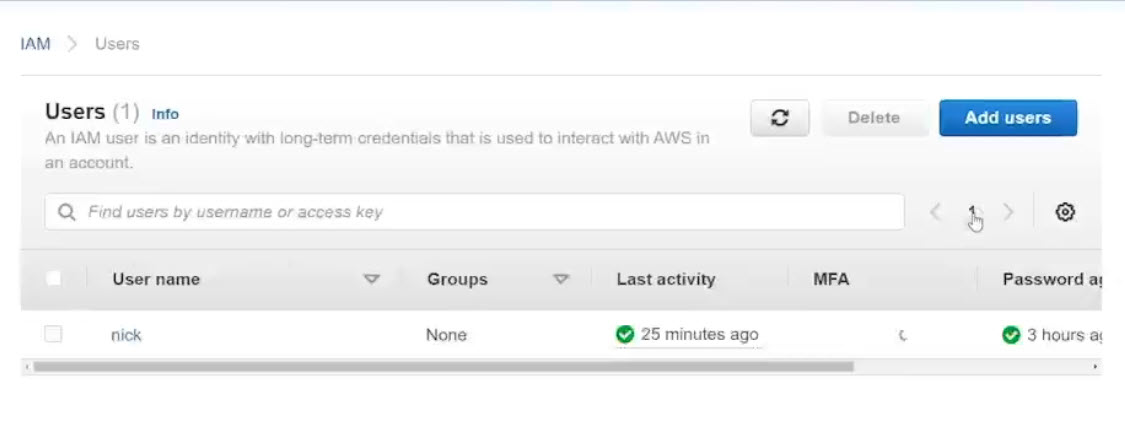 IAM > Users
Users (1) Info
An IAM user is an identity with long-term credentials that is used to interact with AWS in
an account.
Delete
Add users
Find users by username or access key
1
User name
Groups
Last activity
MFA
Password ag
nick
None
25 minutes ago
3 hours ag